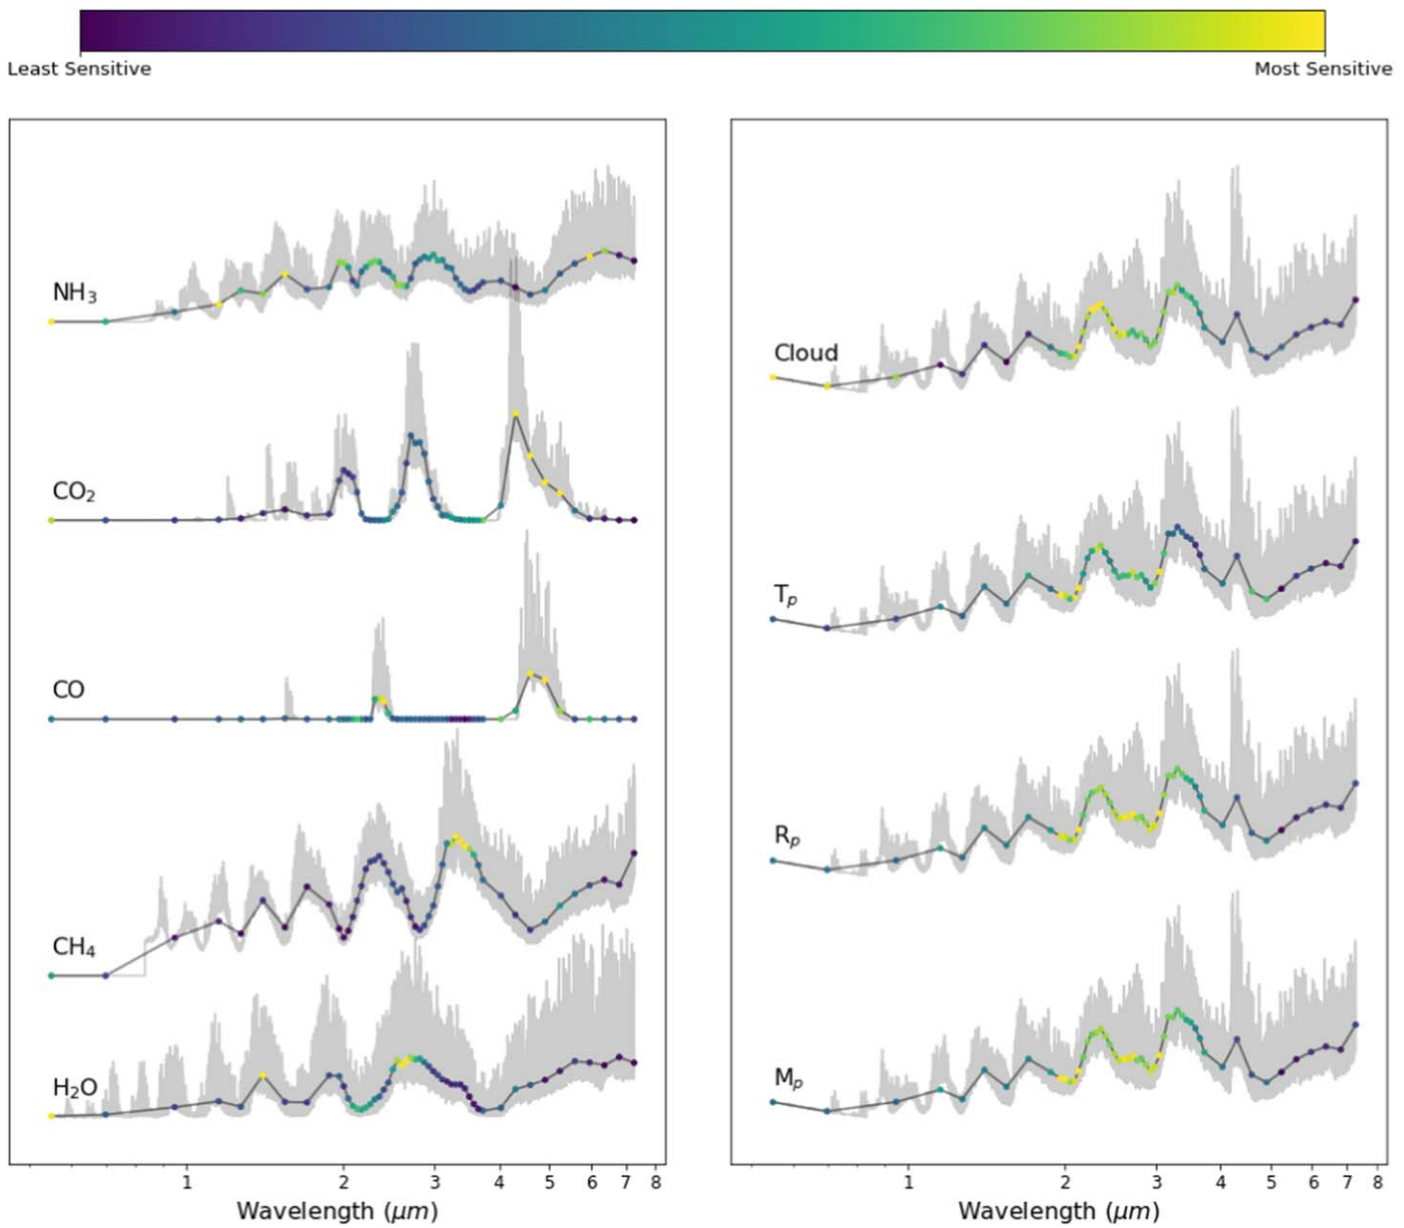 Least Sensitive Most Sensitive
NH₃
CO₂
CO
CH₄
H₂O
1 2 3 4 5 6 7 8
Wavelength (μm)
Cloud
Tₚ
Rₚ
Mₚ
1 2 3 4 5 6 7 8
Wavelength (μm)